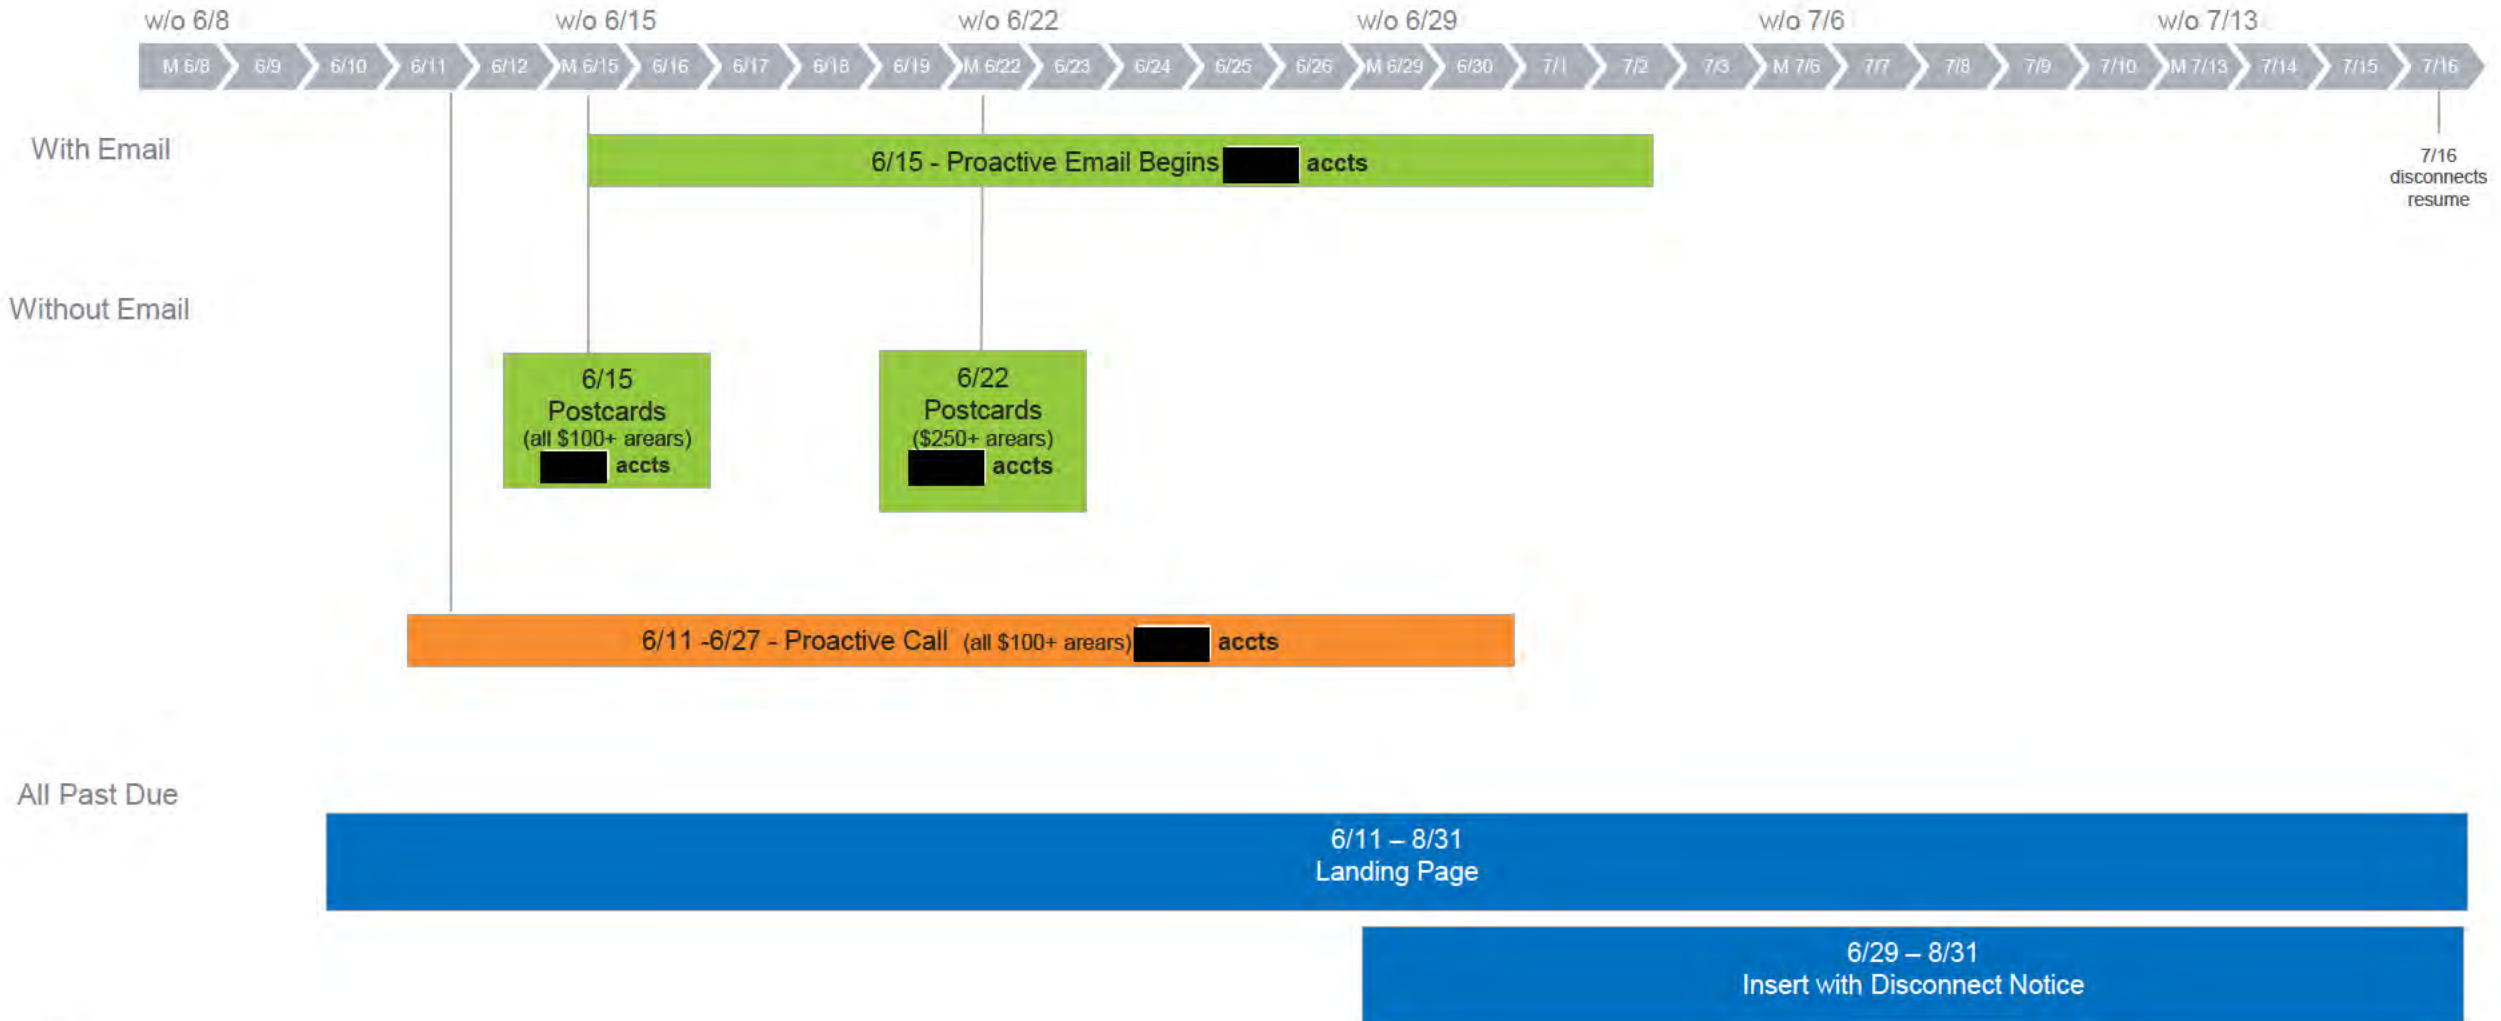 w/o 6/8 w/o 6/15 w/o 6/22 w/o 6/29 w/o 7/6 w/o 7/13
M 6/8 6/9 6/10 6/11 6/12 M 6/15 6/16 6/17 6/18 6/19 M 6/22 6/23 6/24 6/25 6/26 M 6/29 6/30 7/1 7/2 7/3 M 7/6 7/7 7/8 7/9 7/10 M 7/13 7/14 7/15 7/16
With Email
6/15 - Proactive Email Begins accts
7/16
disconnects
resume
Without Email
6/15
Postcards
(all $100+ arears)
accts
6/22
Postcards
($250+ arears)
accts
6/11 -6/27 - Proactive Call (all $100+ arears) accts
All Past Due
6/11 – 8/31
Landing Page
6/29 – 8/31
Insert with Disconnect Notice